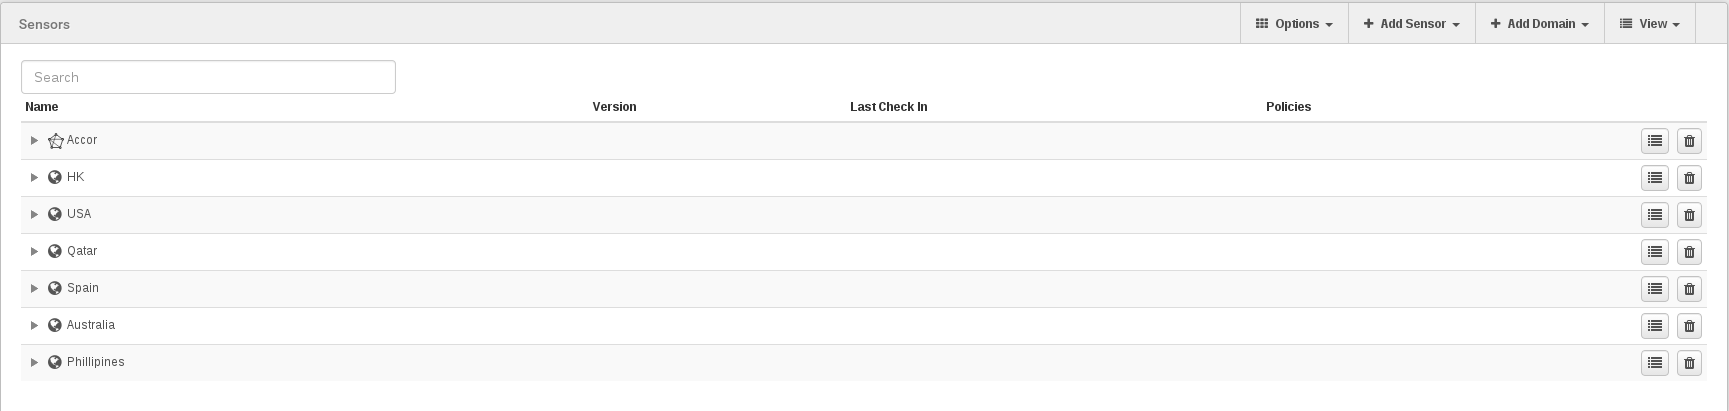 Sensors
Options
Add Sensor
Add Domain
View
Search
Name Version Last Check In Policies
Accor
HK
USA
Qatar
Spain
Australia
Phillipines